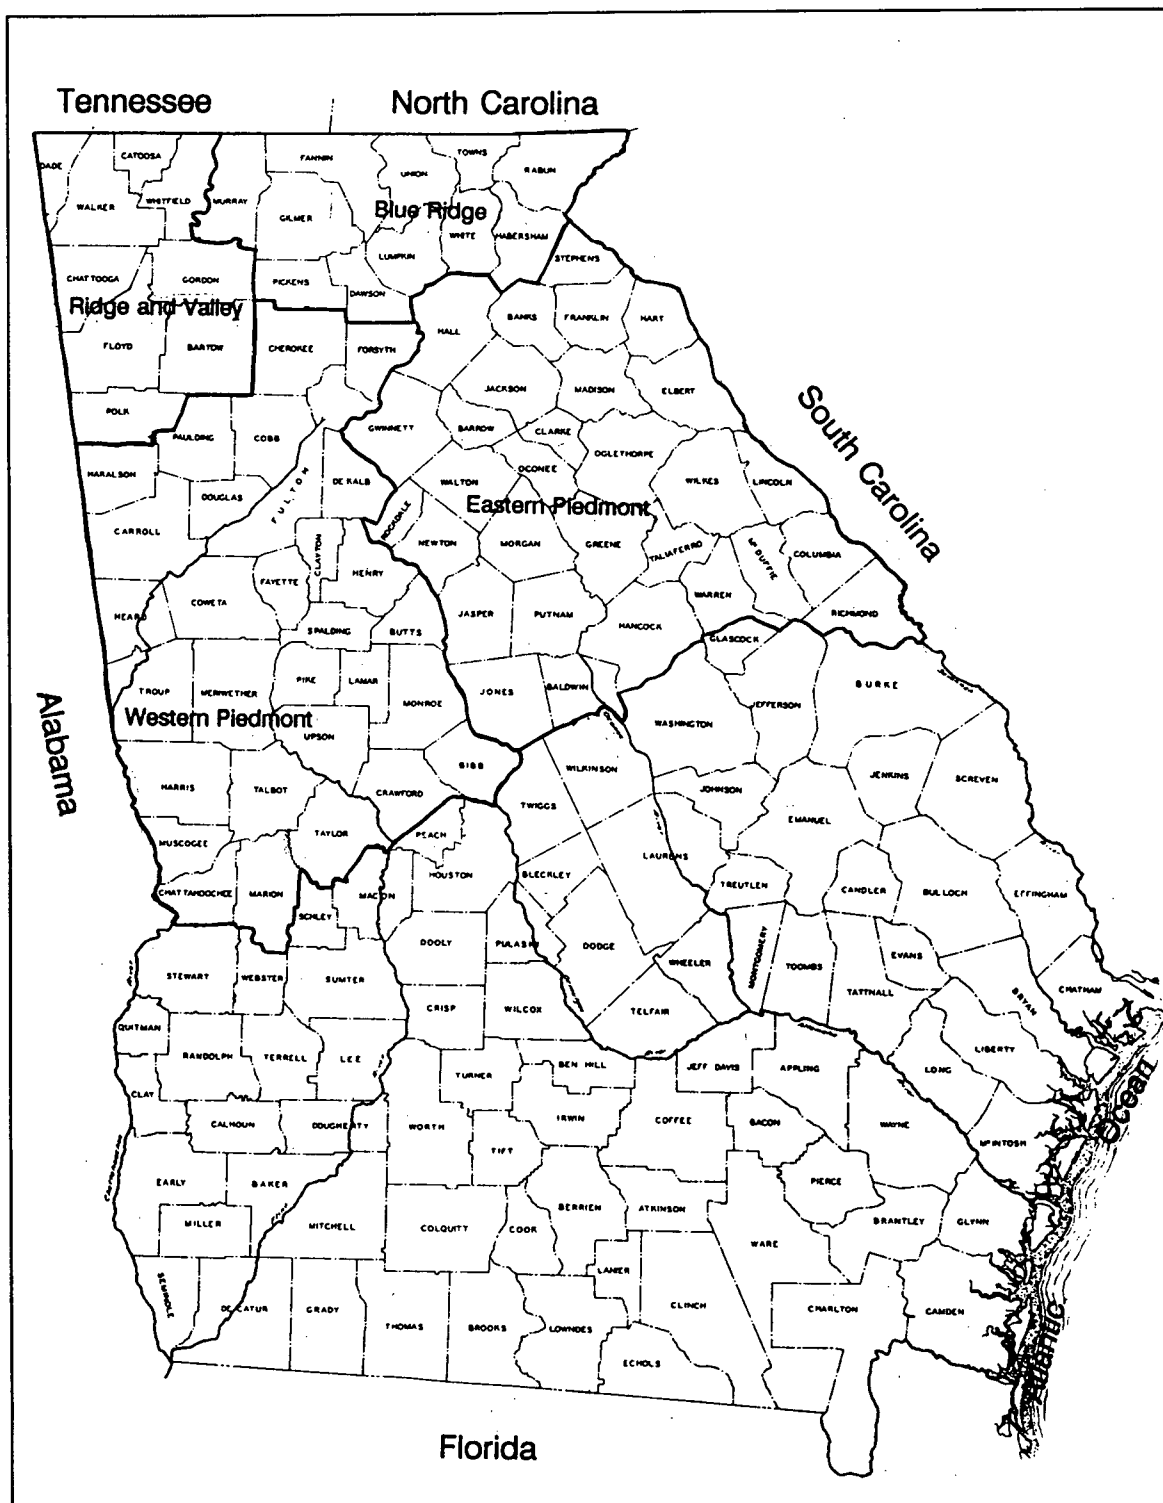 Tennessee
North Carolina
DADE
CATOOSA
FANNIN
TOWNS
RABUN
UNION
WALKER
WHITFIELD
MURRAY
GILMER
Blue Ridge
WHITE
HABERSHAM
LUMPKIN
STEPHENS
CHATTOOGA
GORDON
PICKENS
DAWSON
Ridge and Valley
HALL
BANKS
FRANKLIN
HART
FLOYD
BARTOW
CHEROKEE
FORSYTH
JACKSON
MADISON
ELBERT
POLK
PAULDING
COBB
GWINNETT
BARROW
CLARKE
OGLETHORPE
South Carolina
HARALSON
DOUGLAS
FULTON
DE KALB
WALTON
OCONEE
WILKES
LINCOLN
Eastern Piedmont
CARROLL
CLAYTON
ROCKDALE
NEWTON
MORGAN
GREENE
TALIAFERRO
McDUFFIE
COLUMBIA
FAYETTE
HENRY
WARREN
HEARD
COWETA
SPALDING
BUTTS
JASPER
PUTNAM
HANCOCK
RICHMOND
GLASCOCK
TROUP
MERIWETHER
PIKE
LAMAR
MONROE
JONES
BALDWIN
BURKE
Alabama
Western Piedmont
UPSON
WASHINGTON
JEFFERSON
BIBB
WILKINSON
HARRIS
TALBOT
CRAWFORD
TWIGGS
JOHNSON
JENKINS
SCREVEN
MUSCOGEE
TAYLOR
PEACH
EMANUEL
HOUSTON
BLECKLEY
LAURENS
CHATTAHOOCHEE
MARION
SCHLEY
MACON
TREUTLEN
CANDLER
BULLOCH
EFFINGHAM
DOOLY
PULASKI
DODGE
WHEELER
MONTGOMERY
TOOMBS
EVANS
STEWART
WEBSTER
SUMTER
TATTNALL
BRYAN
CHATHAM
CRISP
WILCOX
TELFAIR
QUITMAN
RANDOLPH
TERRELL
LEE
TURNER
BEN HILL
JEFF DAVIS
APPLING
LONG
LIBERTY
CLAY
CALHOUN
DOUGHERTY
WORTH
IRWIN
COFFEE
BACON
WAYNE
McINTOSH
TIFT
EARLY
BAKER
PIERCE
MILLER
MITCHELL
COLQUITT
COOK
BERRIEN
ATKINSON
WARE
BRANTLEY
GLYNN
SEMINOLE
DECATUR
GRADY
THOMAS
BROOKS
LANIER
LOWNDES
CLINCH
CHARLTON
CAMDEN
ECHOLS
Atlantic Ocean
Florida